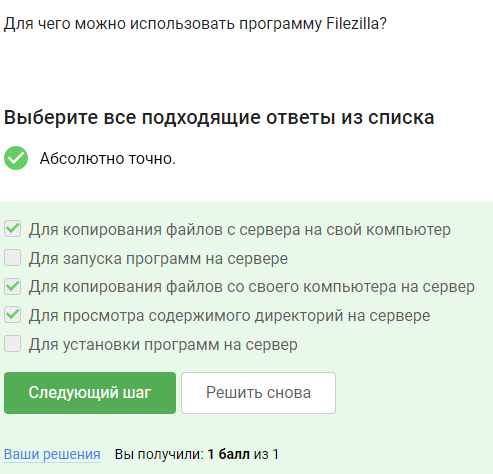 Для чего можно использовать программу Filezilla?
Выберите все подходящие ответы из списка
Абсолютно точно.
Для копирования файлов с сервера на свой компьютер
Для запуска программ на сервере
Для копирования файлов со своего компьютера на сервер
Для просмотра содержимого директорий на сервере
Для установки программ на сервер
Следующий шаг Решить снова
Ваши решения Вы получили: 1 балл из 1